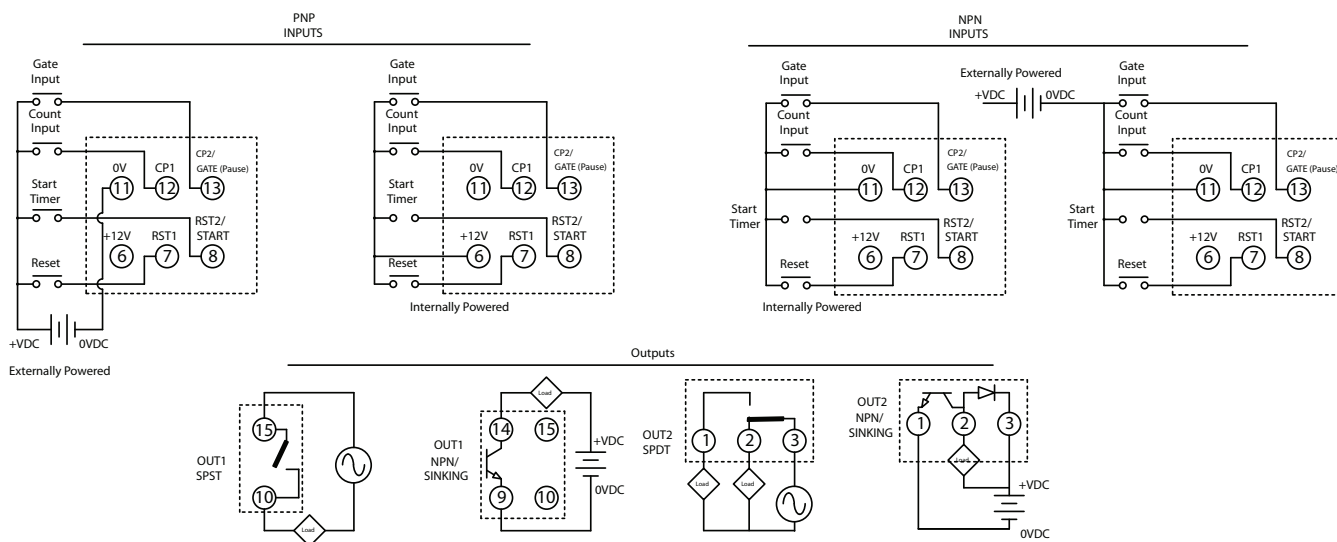 PNP
INPUTS
Gate
Input
Count
Input
0V
CP1
CP2/
GATE (Pause)
11
12
13
Start
Timer
+12V
RST1
RST2/
START
6
7
8
Reset
+VDC
0VDC
Externally Powered
Gate
Input
Count
Input
0V
CP1
CP2/
GATE (Pause)
11
12
13
Start
Timer
+12V
RST1
RST2/
START
6
7
8
Reset
Internally Powered
NPN
INPUTS
Gate
Input
Count
Input
0V
CP1
CP2/
GATE (Pause)
11
12
13
Start
Timer
+12V
RST1
RST2/
START
6
7
8
Reset
Internally Powered
Externally Powered
+VDC
0VDC
Gate
Input
Count
Input
0V
CP1
CP2/
GATE (Pause)
11
12
13
Start
Timer
+12V
RST1
RST2/
START
6
7
8
Reset
Outputs
OUT1
SPST
15
10
Load
OUT1
NPN/
SINKING
Load
14
15
9
10
+VDC
0VDC
OUT2
SPDT
1
2
3
Load
Load
OUT2
NPN/
SINKING
1
2
3
Load
+VDC
0VDC